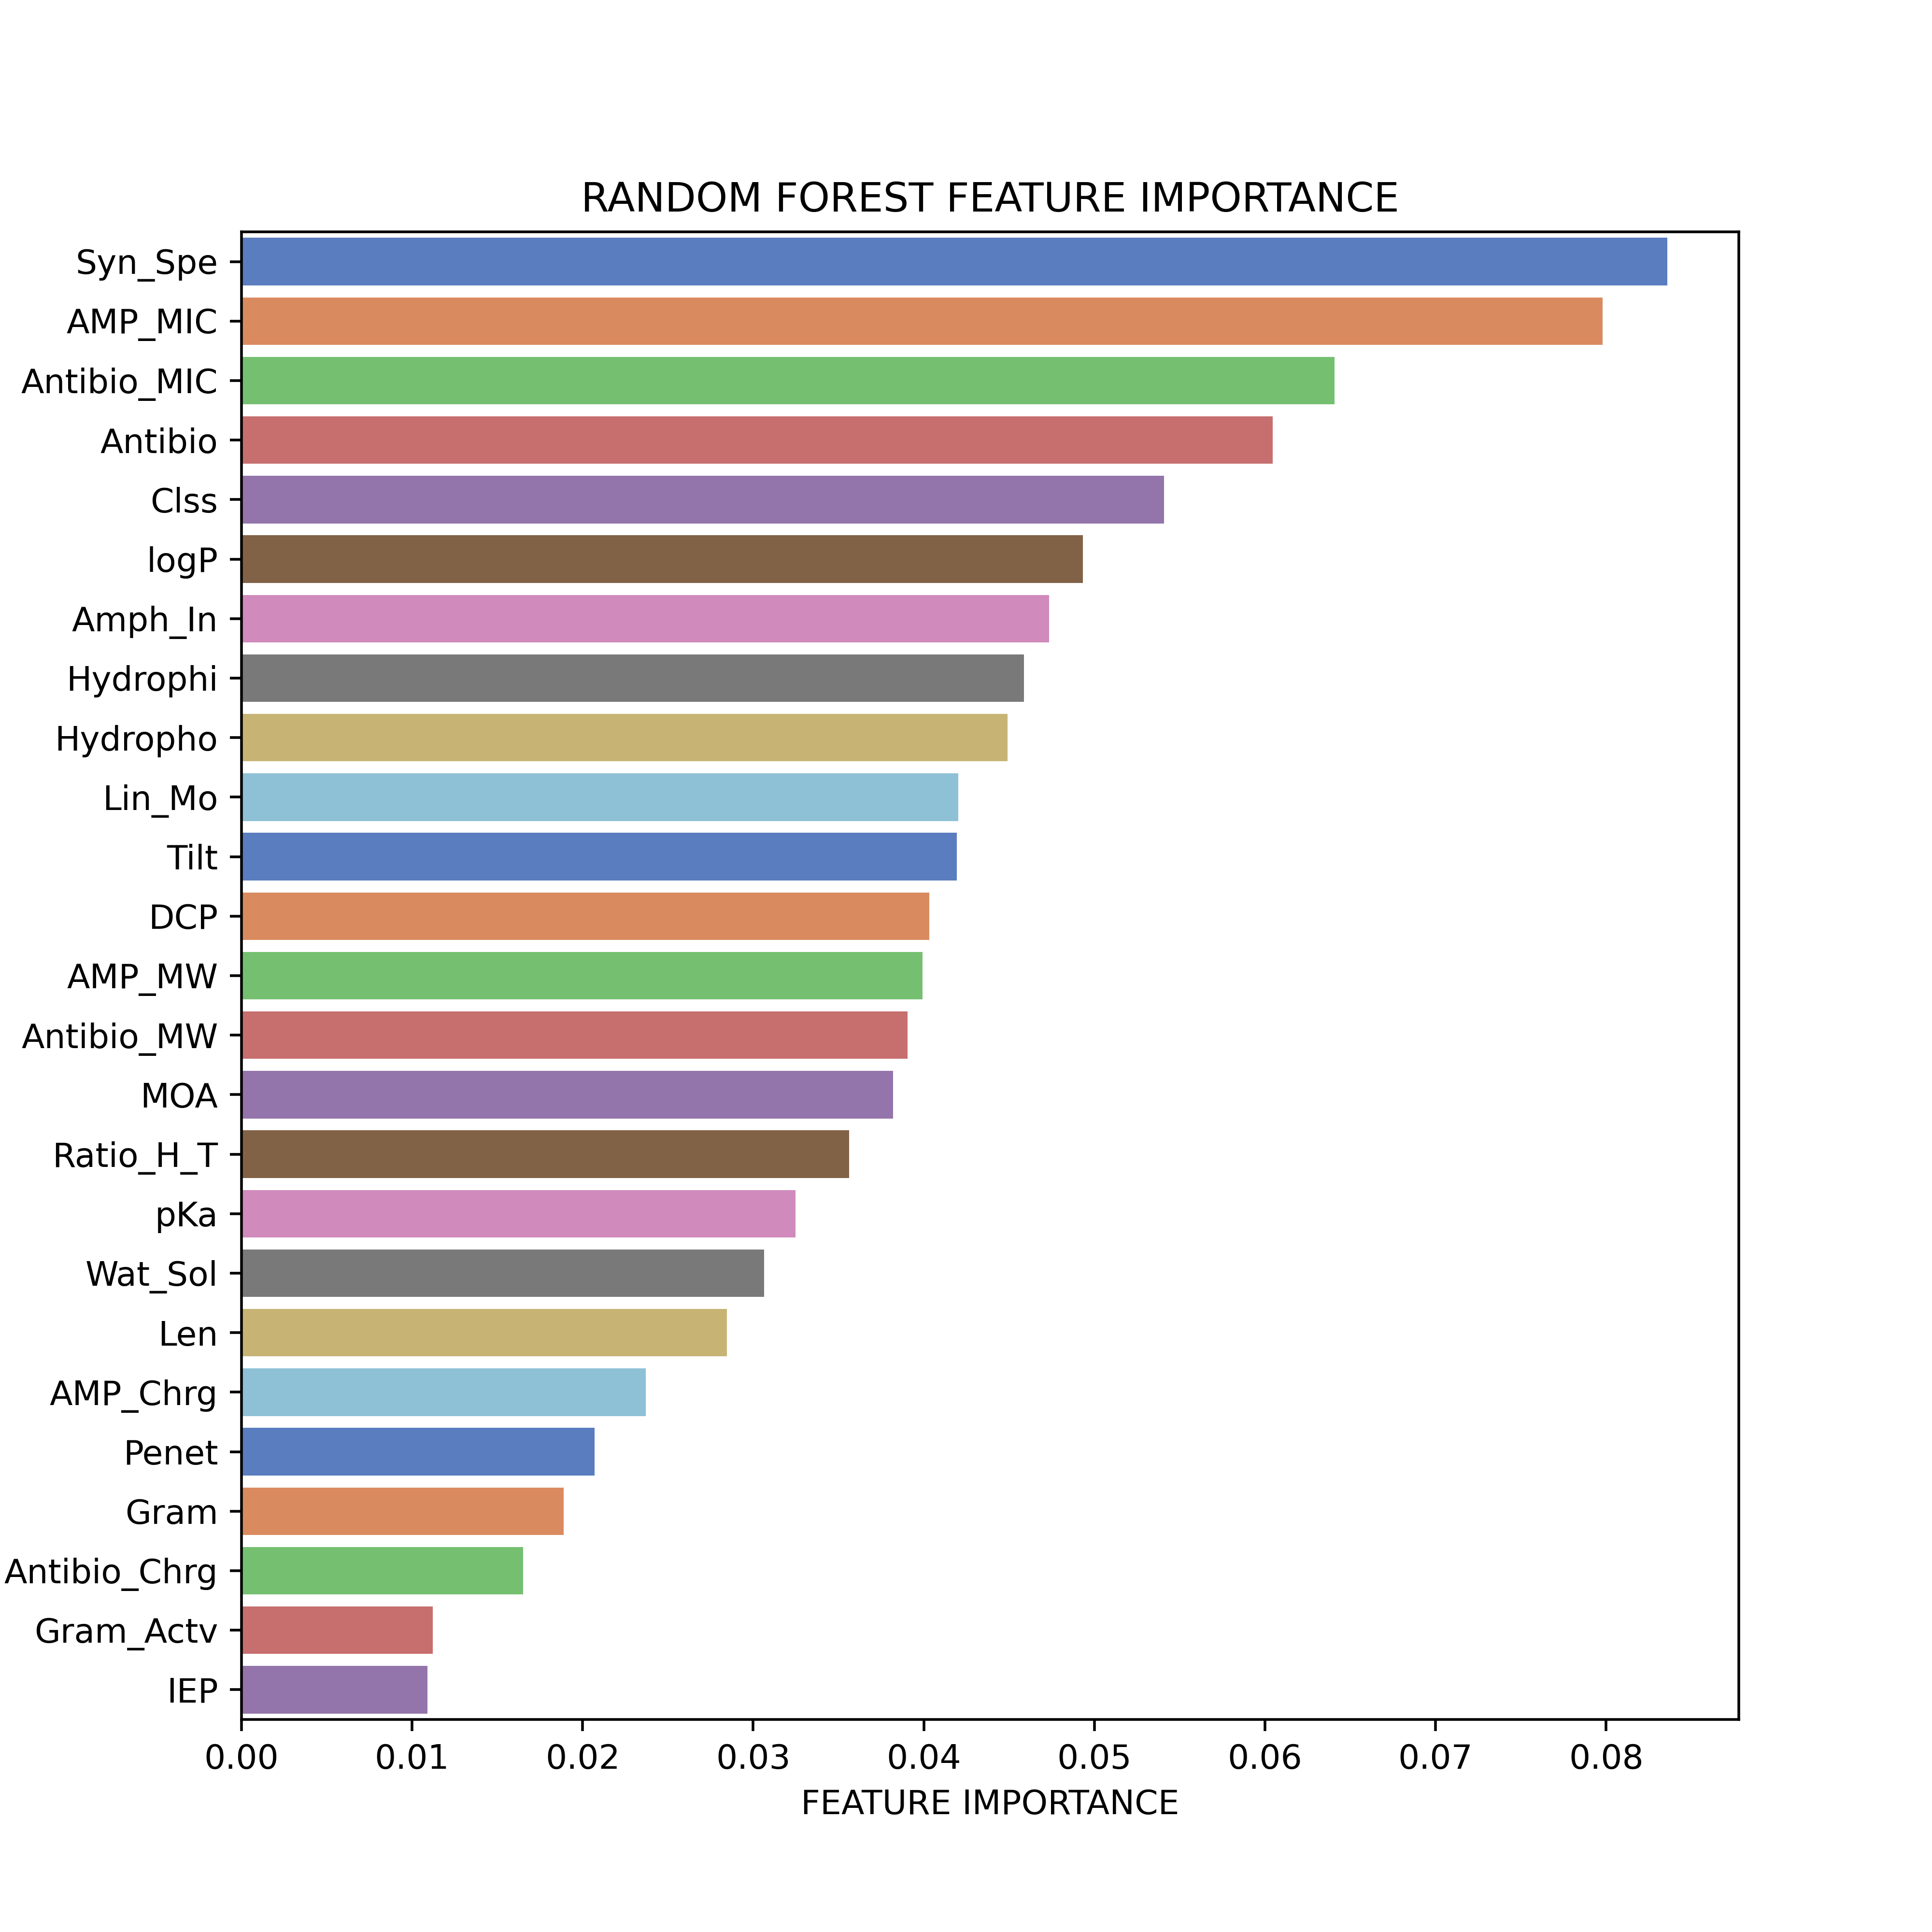 RANDOM FOREST FEATURE IMPORTANCE
Syn_Spe
AMP_MIC
Antibio_MIC
Antibio
Clss
logP
Amph_In
Hydrophi
Hydropho
Lin_Mo
Tilt
DCP
AMP_MW
Antibio_MW
MOA
Ratio_H_T
pKa
Wat_Sol
Len
AMP_Chrg
Penet
Gram
Antibio_Chrg
Gram_Actv
IEP
0.00 0.01 0.02 0.03 0.04 0.05 0.06 0.07 0.08
FEATURE IMPORTANCE